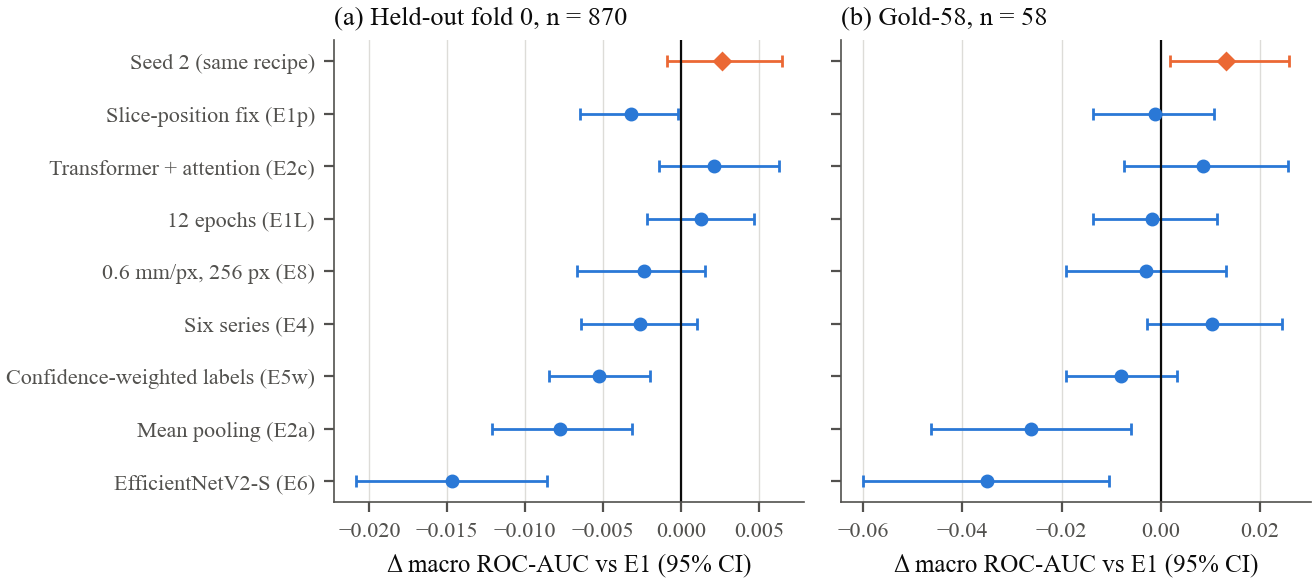 (a) Held-out fold 0, n = 870
(b) Gold-58, n = 58
Seed 2 (same recipe)
Slice-position fix (E1p)
Transformer + attention (E2c)
12 epochs (E1L)
0.6 mm/px, 256 px (E8)
Six series (E4)
Confidence-weighted labels (E5w)
Mean pooling (E2a)
EfficientNetV2-S (E6)
−0.020 −0.015 −0.010 −0.005 0.000 0.005
−0.06 −0.04 −0.02 0.00 0.02
Δ macro ROC-AUC vs E1 (95% CI)
Δ macro ROC-AUC vs E1 (95% CI)